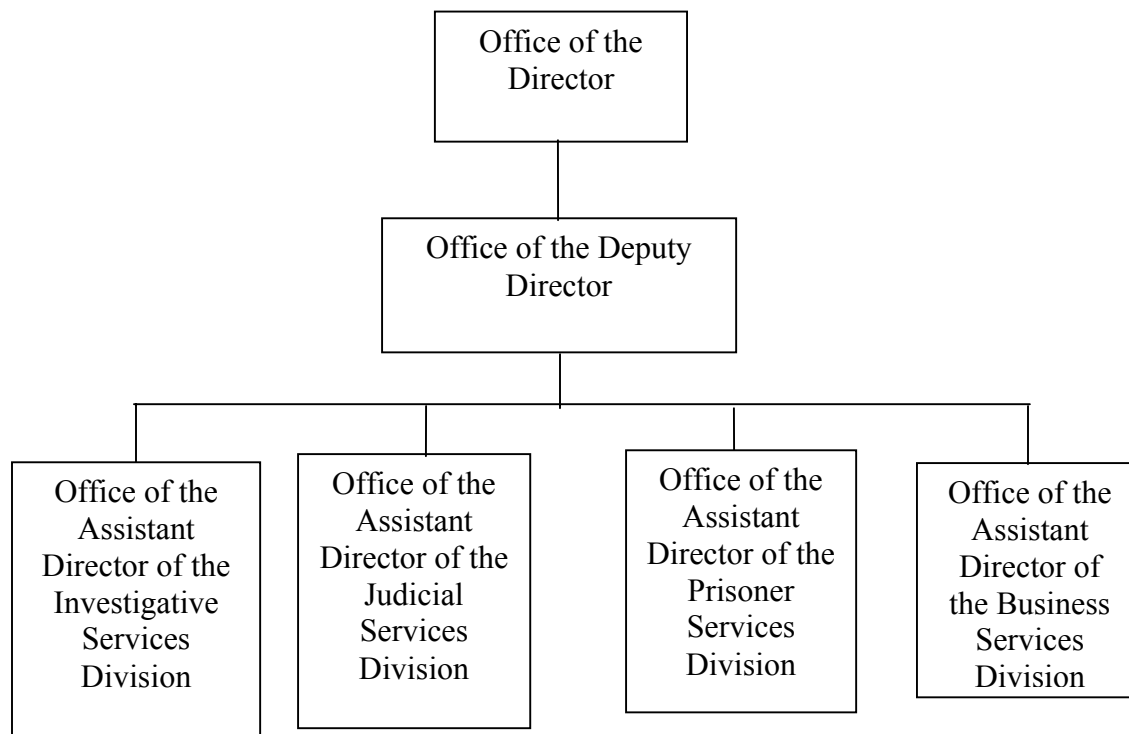 Office of the
Director
Office of the Deputy
Director
Office of the
Assistant
Director of the
Investigative
Services
Division
Office of the
Assistant
Director of the
Judicial
Services
Division
Office of the
Assistant
Director of the
Prisoner
Services
Division
Office of the
Assistant
Director of
the Business
Services
Division